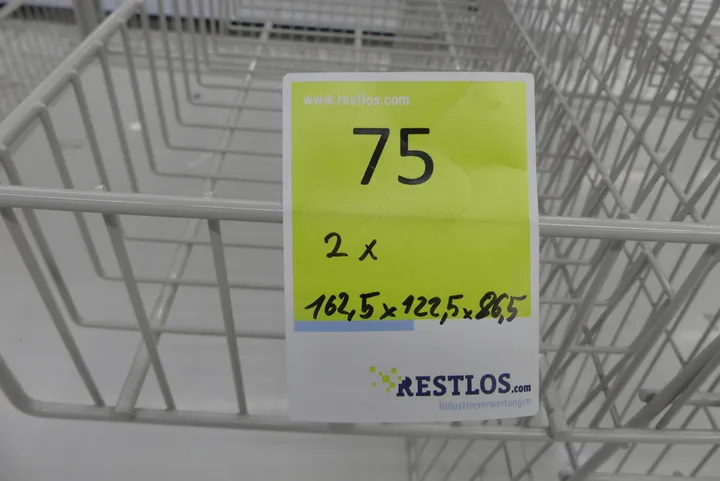 www.restlos.com
75
2 x
162,5 x 122,5 x 86,5
RESTLOS.com
Industrieverwertungen